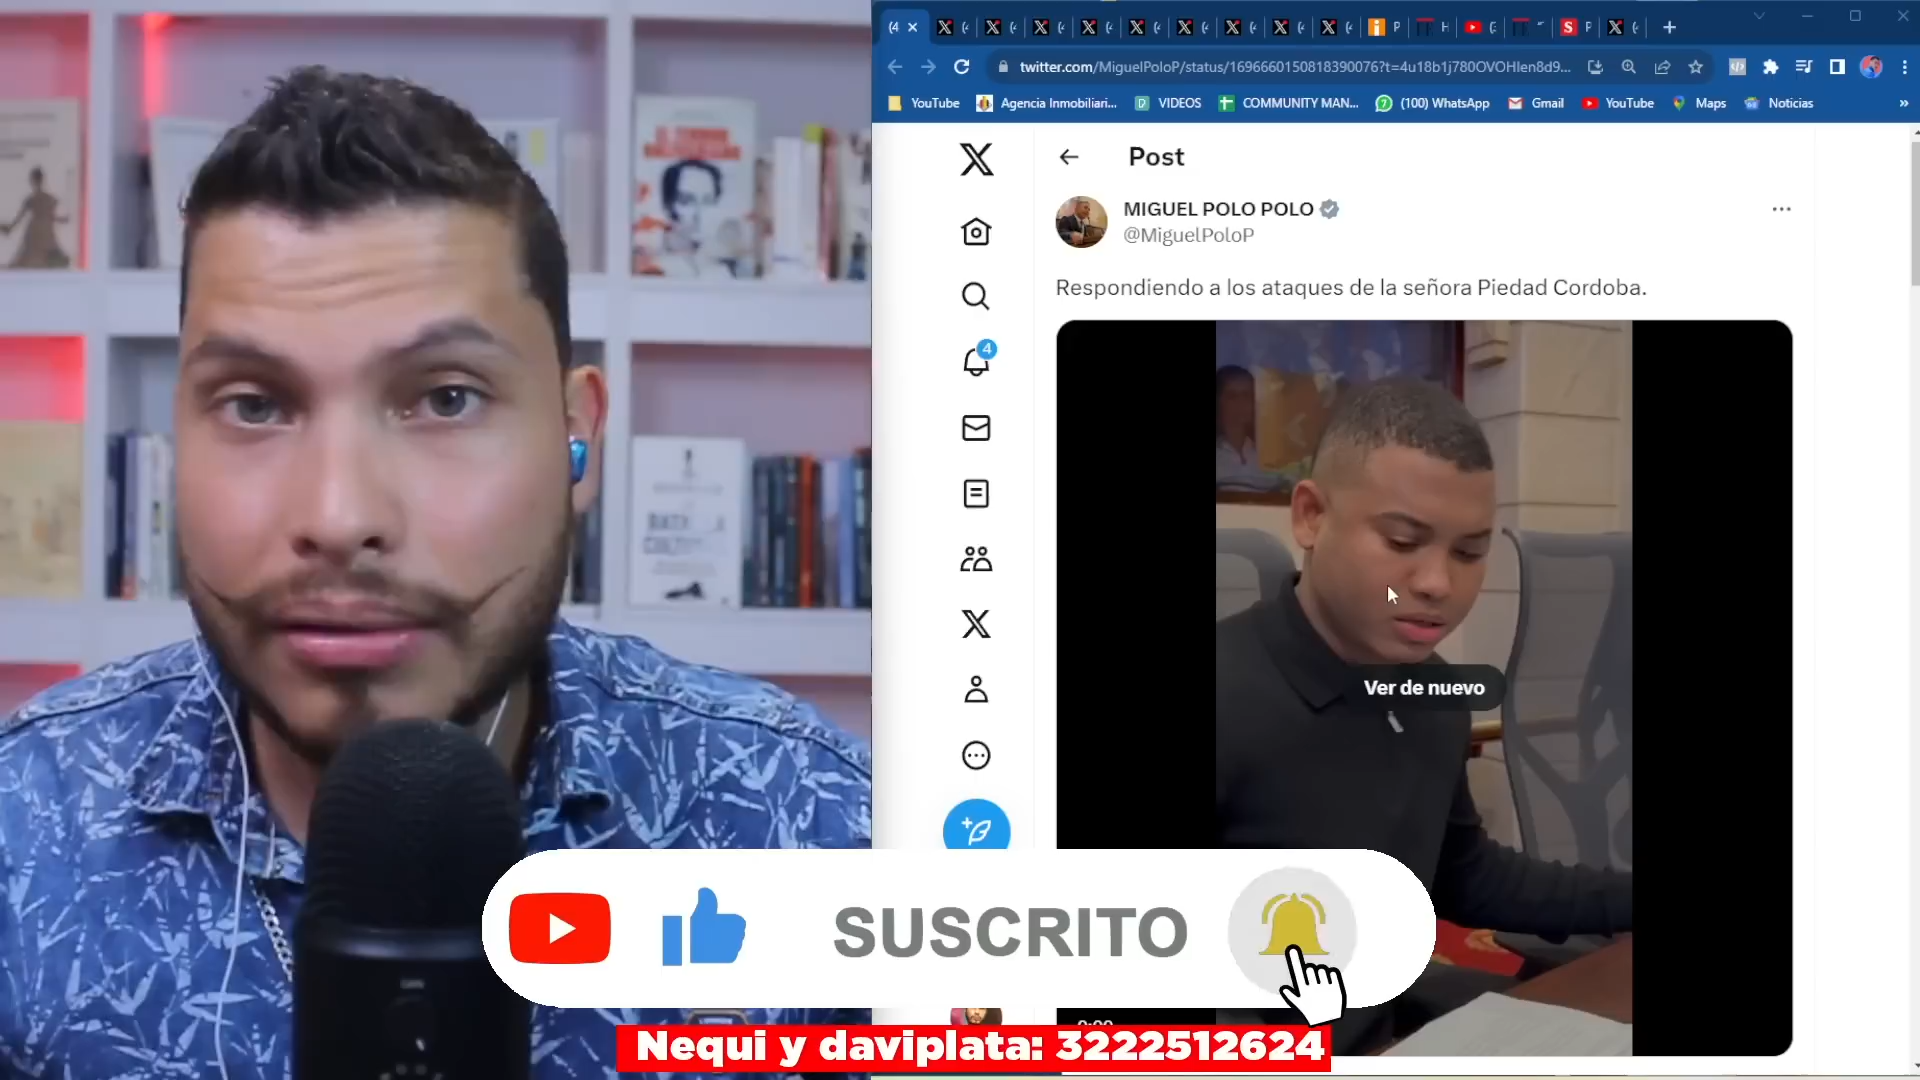 (4
P
H
(
P
twitter.com/MiguelPoloP/status/1696660150818390076?t=4u18b1j780OVOHlen8d9...
YouTube
Agencia Inmobiliari...
VIDEOS
COMMUNITY MAN...
(100) WhatsApp
Gmail
YouTube
Maps
Noticias
Post
MIGUEL POLO POLO
@MiguelPoloP
Respondiendo a los ataques de la señora Piedad Cordoba.
4
Ver de nuevo
SUSCRITO
Nequi y daviplata: 3222512624